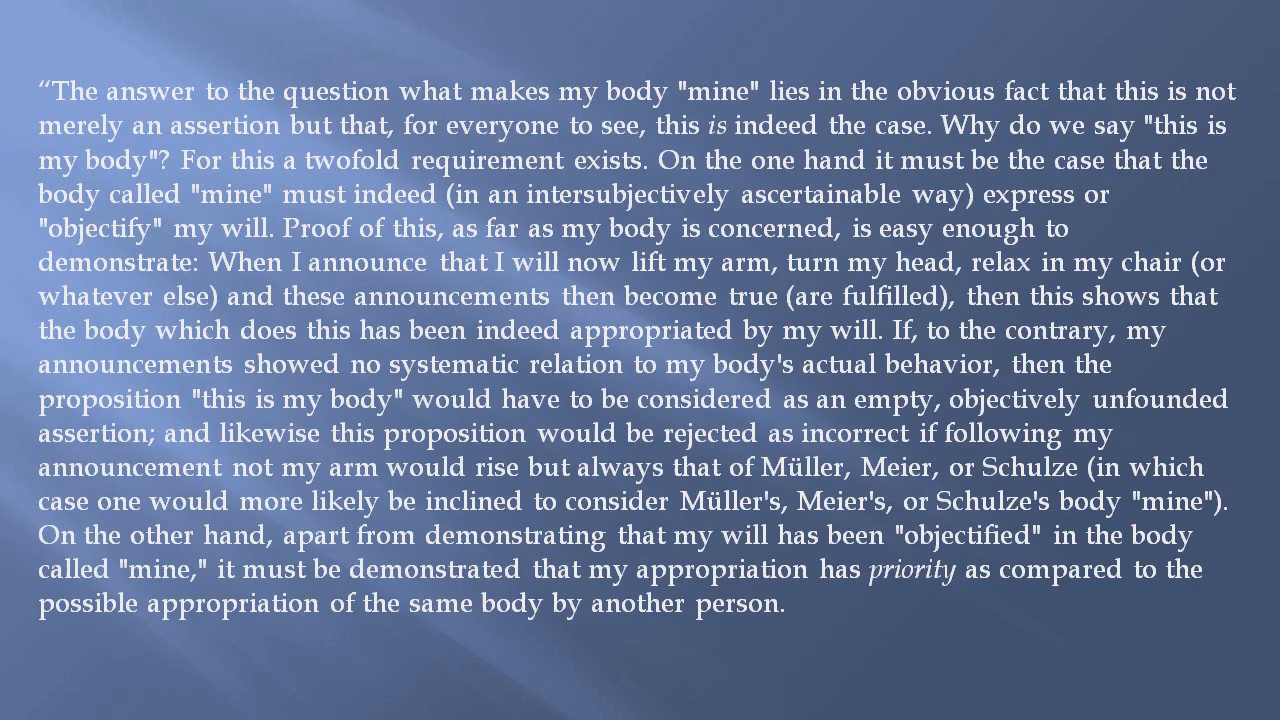 “The answer to the question what makes my body "mine" lies in the obvious fact that this is not
merely an assertion but that, for everyone to see, this is indeed the case. Why do we say "this is
my body"? For this a twofold requirement exists. On the one hand it must be the case that the
body called "mine" must indeed (in an intersubjectively ascertainable way) express or
"objectify" my will. Proof of this, as far as my body is concerned, is easy enough to
demonstrate: When I announce that I will now lift my arm, turn my head, relax in my chair (or
whatever else) and these announcements then become true (are fulfilled), then this shows that
the body which does this has been indeed appropriated by my will. If, to the contrary, my
announcements showed no systematic relation to my body's actual behavior, then the
proposition "this is my body" would have to be considered as an empty, objectively unfounded
assertion; and likewise this proposition would be rejected as incorrect if following my
announcement not my arm would rise but always that of Müller, Meier, or Schulze (in which
case one would more likely be inclined to consider Müller's, Meier's, or Schulze's body "mine").
On the other hand, apart from demonstrating that my will has been "objectified" in the body
called "mine," it must be demonstrated that my appropriation has priority as compared to the
possible appropriation of the same body by another person.